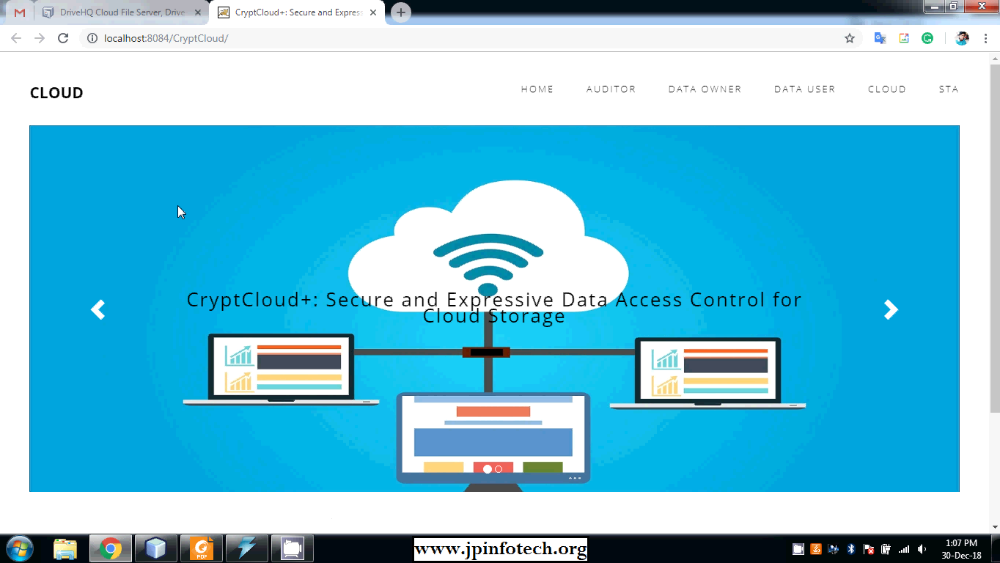 DriveHQ Cloud File Server, Drive
CryptCloud+: Secure and Express
localhost:8084/CryptCloud/
CLOUD
HOME
AUDITOR
DATA OWNER
DATA USER
CLOUD
STA
CryptCloud+: Secure and Expressive Data Access Control for
Cloud Storage
PDF
www.jpinfotech.org
1:07 PM
30-Dec-18